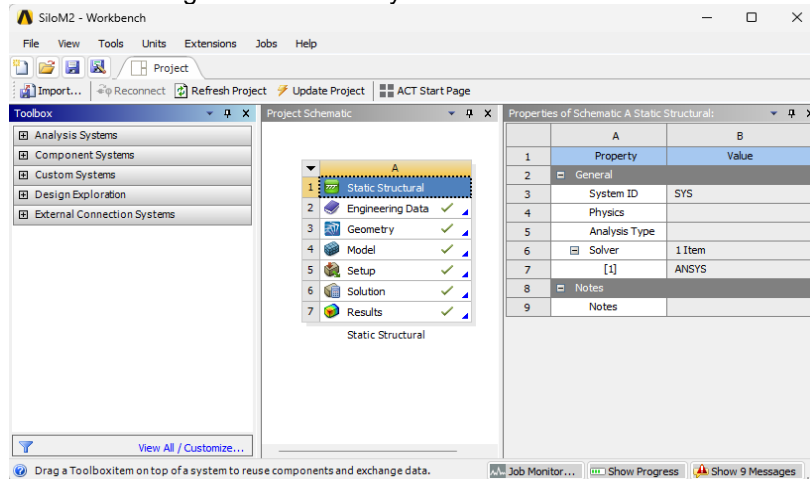 SiloM2 - Workbench
File View Tools Units Extensions Jobs Help
Project
Import... Reconnect Refresh Project Update Project ACT Start Page
Toolbox
Analysis Systems
Component Systems
Custom Systems
Design Exploration
External Connection Systems
View All / Customize...
Project Schematic
A
1 Static Structural
2 Engineering Data
3 Geometry
4 Model
5 Setup
6 Solution
7 Results
Static Structural
Properties of Schematic A Static Structural:
A B
1 Property Value
2 General
3 System ID SYS
4 Physics
5 Analysis Type
6 Solver 1 Item
7 [1] ANSYS
8 Notes
9 Notes
Drag a Toolboxitem on top of a system to reuse components and exchange data.
Job Monitor... Show Progress Show 9 Messages